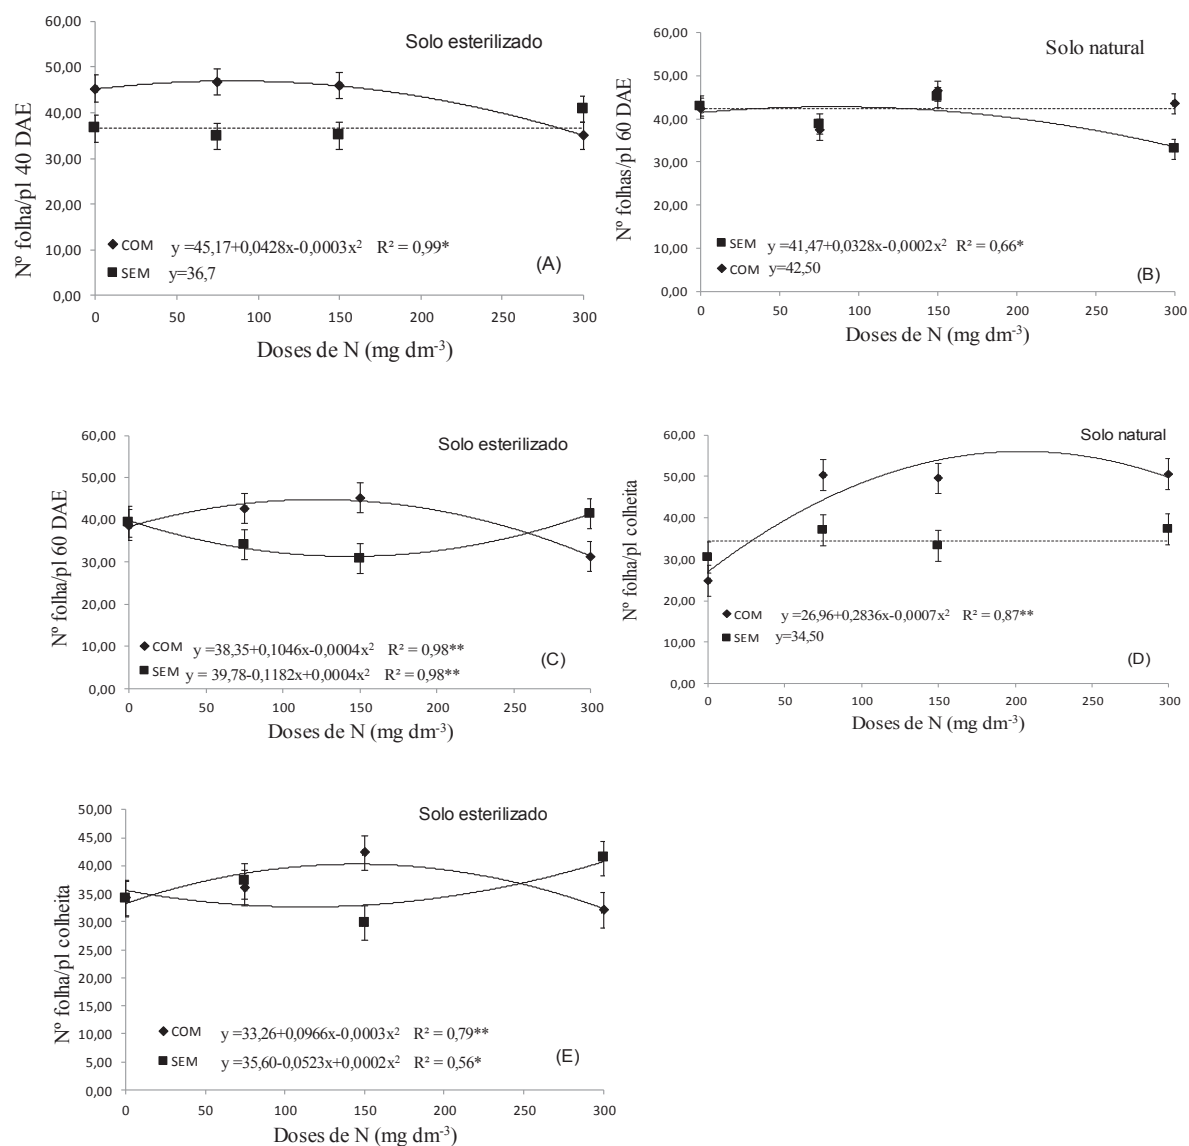 Solo esterilizado
Nº folha/pl 40 DAE
60,00
50,00
40,00
30,00
20,00
10,00
0,00
COM y =45,17+0,0428x-0,0003x² R² = 0,99*
SEM y=36,7
(A)
0 50 100 150 200 250 300
Doses de N (mg dm⁻³)
Solo natural
Nº folhas/pl 60 DAE
60,00
50,00
40,00
30,00
20,00
10,00
0,00
SEM y =41,47+0,0328x-0,0002x² R² = 0,66*
COM y=42,50
(B)
0 50 100 150 200 250 300
Doses de N (mg dm⁻³)
Solo esterilizado
Nº folha/pl 60 DAE
60,00
50,00
40,00
30,00
20,00
10,00
0,00
COM y =38,35+0,1046x-0,0004x² R² = 0,98**
SEM y = 39,78-0,1182x+0,0004x² R² = 0,98**
(C)
0 50 100 150 200 250 300
Doses de N (mg dm⁻³)
Solo natural
Nº folha/pl colheita
60,00
50,00
40,00
30,00
20,00
10,00
0,00
COM y =26,96+0,2836x-0,0007x² R² = 0,87**
SEM y=34,50
(D)
0 50 100 150 200 250 300
Doses de N (mg dm⁻³)
Solo esterilizado
Nº folha/pl colheita
50,00
45,00
40,00
35,00
30,00
25,00
20,00
15,00
10,00
5,00
0,00
COM y =33,26+0,0966x-0,0003x² R² = 0,79**
SEM y =35,60-0,0523x+0,0002x² R² = 0,56*
(E)
0 50 100 150 200 250 300
Doses de N (mg dm⁻³)